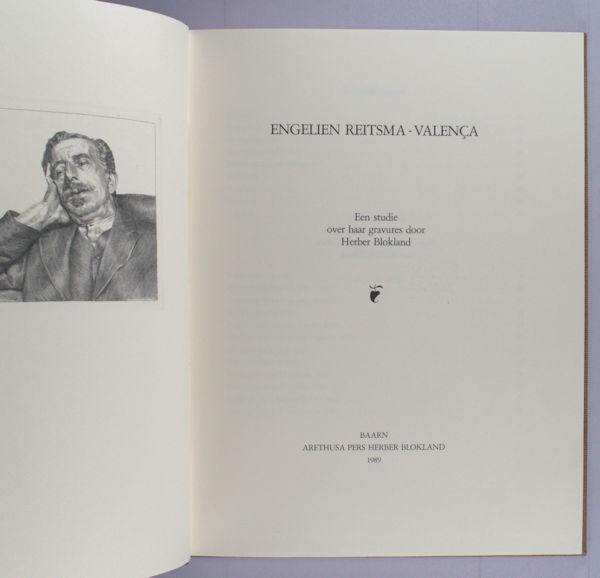 ENGELIEN REITSMA-VALENÇA
Een studie
over haar gravures door
Herber Blokland
BAARN
ARETHUSA PERS HERBER BLOKLAND
1989